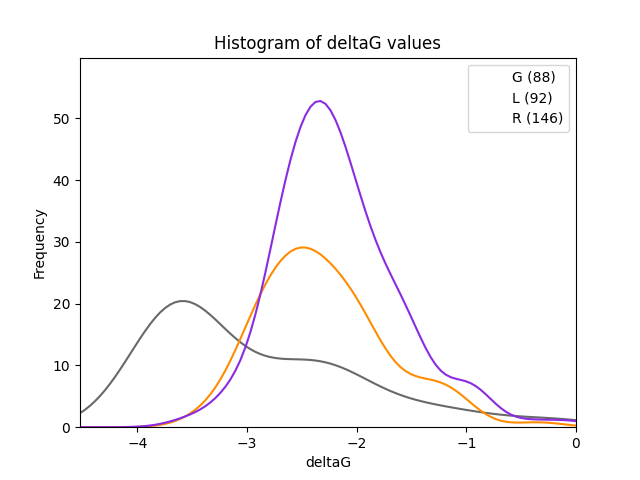 Histogram of deltaG values
G (88)
L (92)
R (146)
Frequency
50
40
30
20
10
0
−4
−3
−2
−1
0
deltaG